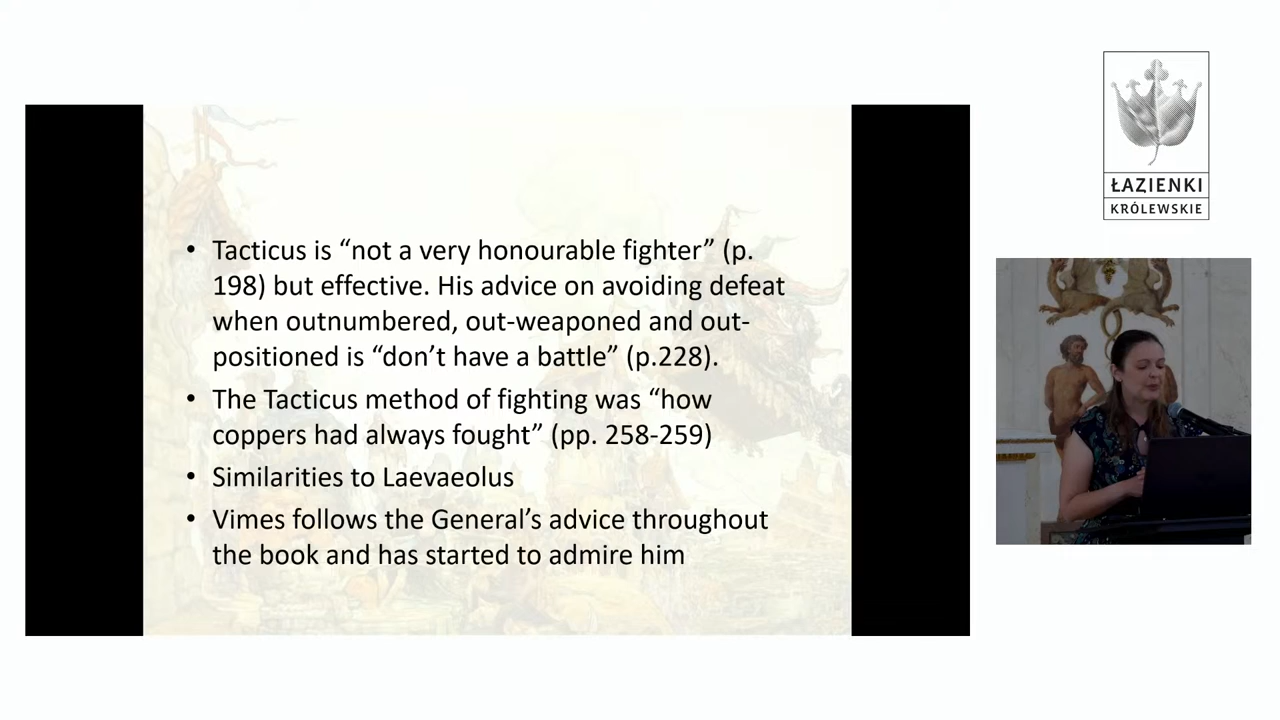 • Tacticus is “not a very honourable fighter” (p.
198) but effective. His advice on avoiding defeat
when outnumbered, out-weaponed and out-
positioned is “don’t have a battle” (p.228).
• The Tacticus method of fighting was “how
coppers had always fought” (pp. 258-259)
• Similarities to Laevaeolus
• Vimes follows the General’s advice throughout
the book and has started to admire him
ŁAZIENKI
KRÓLEWSKIE